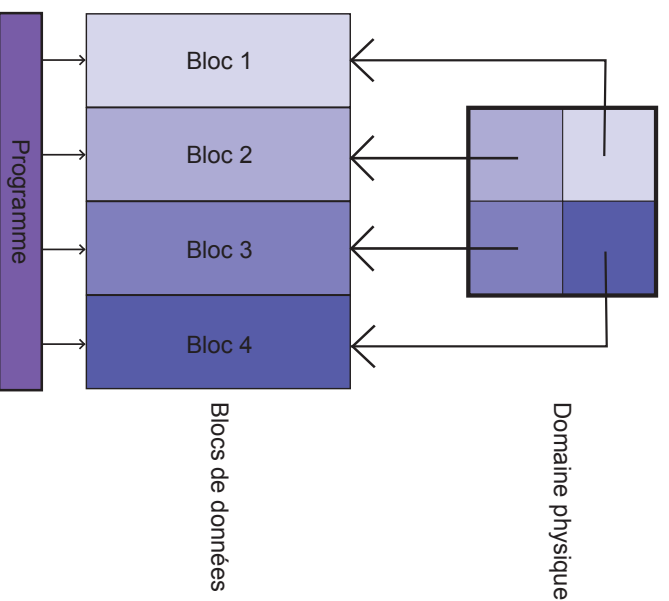 Programme
Bloc 1
Bloc 2
Bloc 3
Bloc 4
Blocs de données
Domaine physique